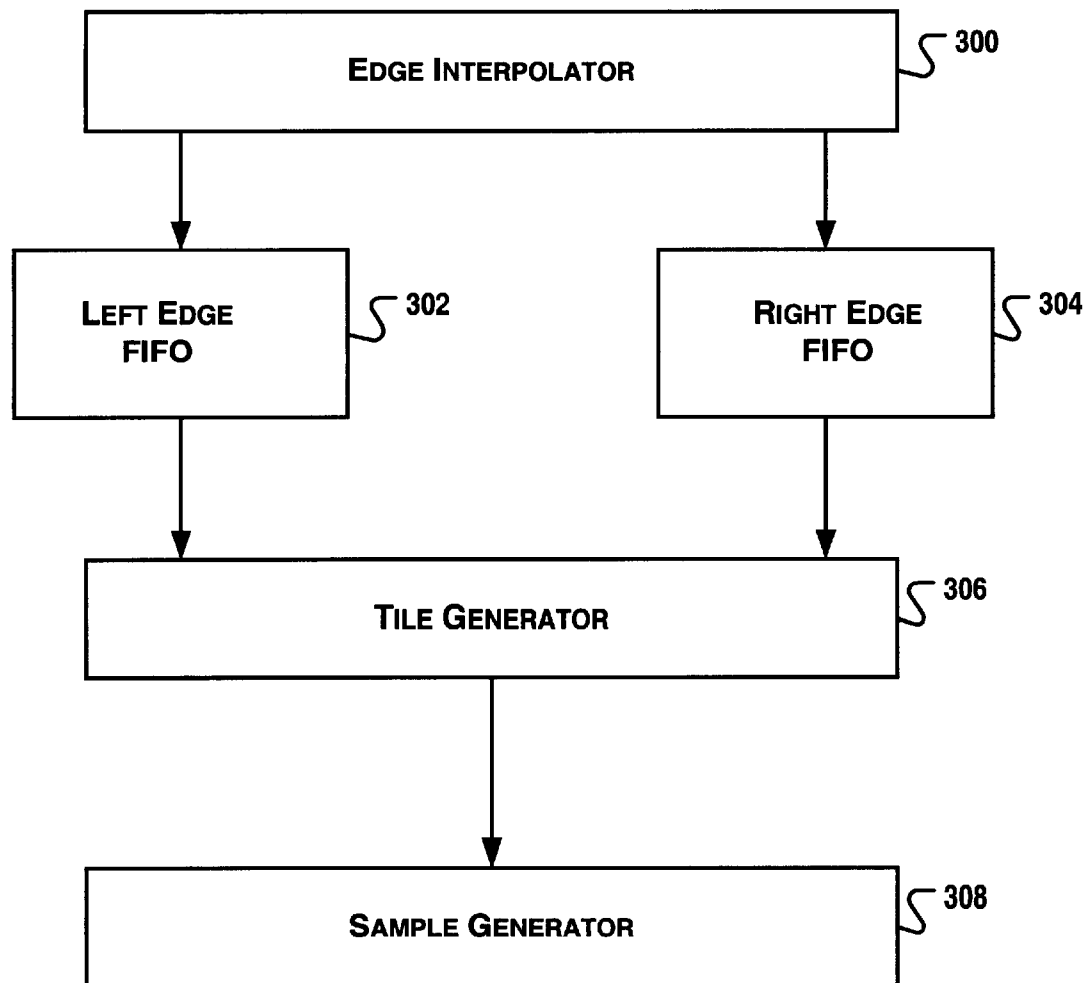 EDGE INTERPOLATOR
300
LEFT EDGE
FIFO
302
RIGHT EDGE
FIFO
304
TILE GENERATOR
306
SAMPLE GENERATOR
308